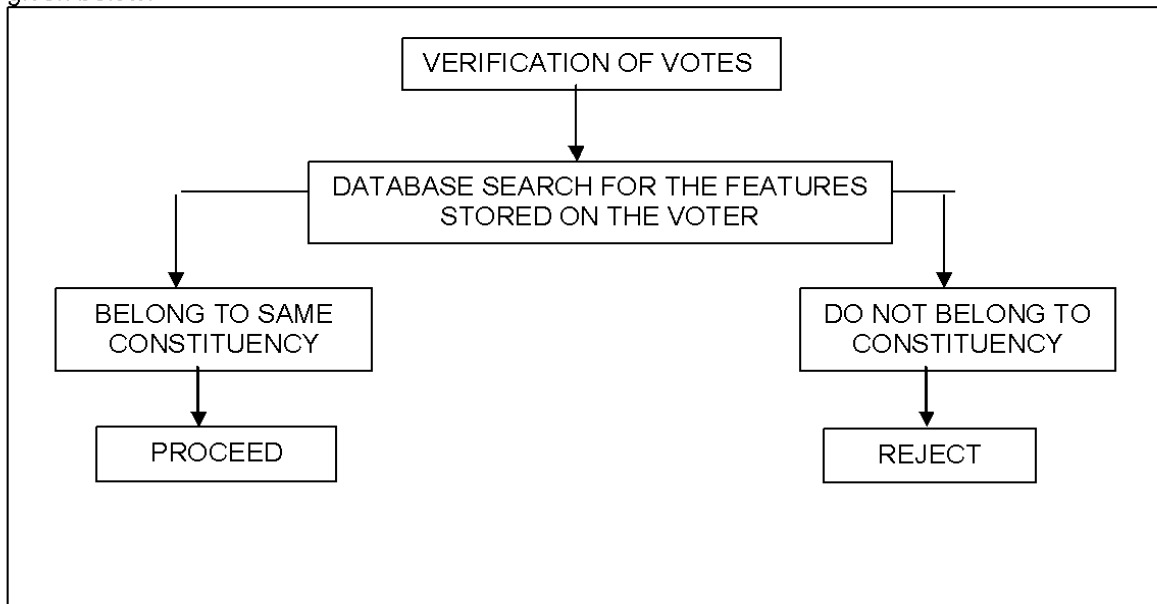 VERIFICATION OF VOTES
DATABASE SEARCH FOR THE FEATURES
STORED ON THE VOTER
BELONG TO SAME
CONSTITUENCY
DO NOT BELONG TO
CONSTITUENCY
PROCEED
REJECT